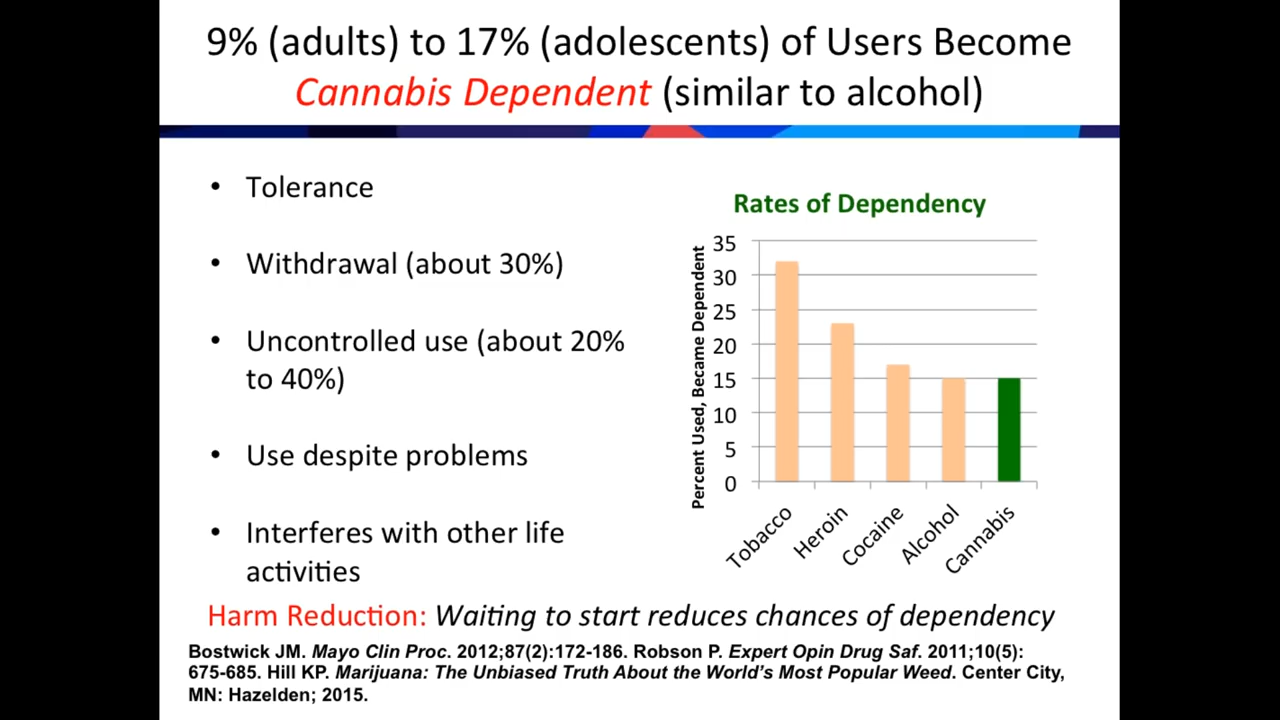 9% (adults) to 17% (adolescents) of Users Become
Cannabis Dependent (similar to alcohol)
• Tolerance
• Withdrawal (about 30%)
• Uncontrolled use (about 20%
to 40%)
• Use despite problems
• Interferes with other life
activities
Rates of Dependency
Percent Used, Became Dependent
35
30
25
20
15
10
5
0
Tobacco
Heroin
Cocaine
Alcohol
Cannabis
Harm Reduction: Waiting to start reduces chances of dependency
Bostwick JM. Mayo Clin Proc. 2012;87(2):172-186. Robson P. Expert Opin Drug Saf. 2011;10(5):
675-685. Hill KP. Marijuana: The Unbiased Truth About the World's Most Popular Weed. Center City,
MN: Hazelden; 2015.